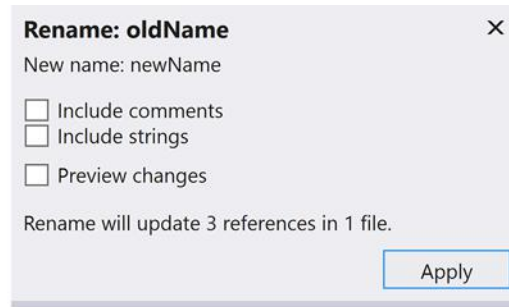 Rename: oldName
New name: newName
Include comments
Include strings
Preview changes
Rename will update 3 references in 1 file.
Apply